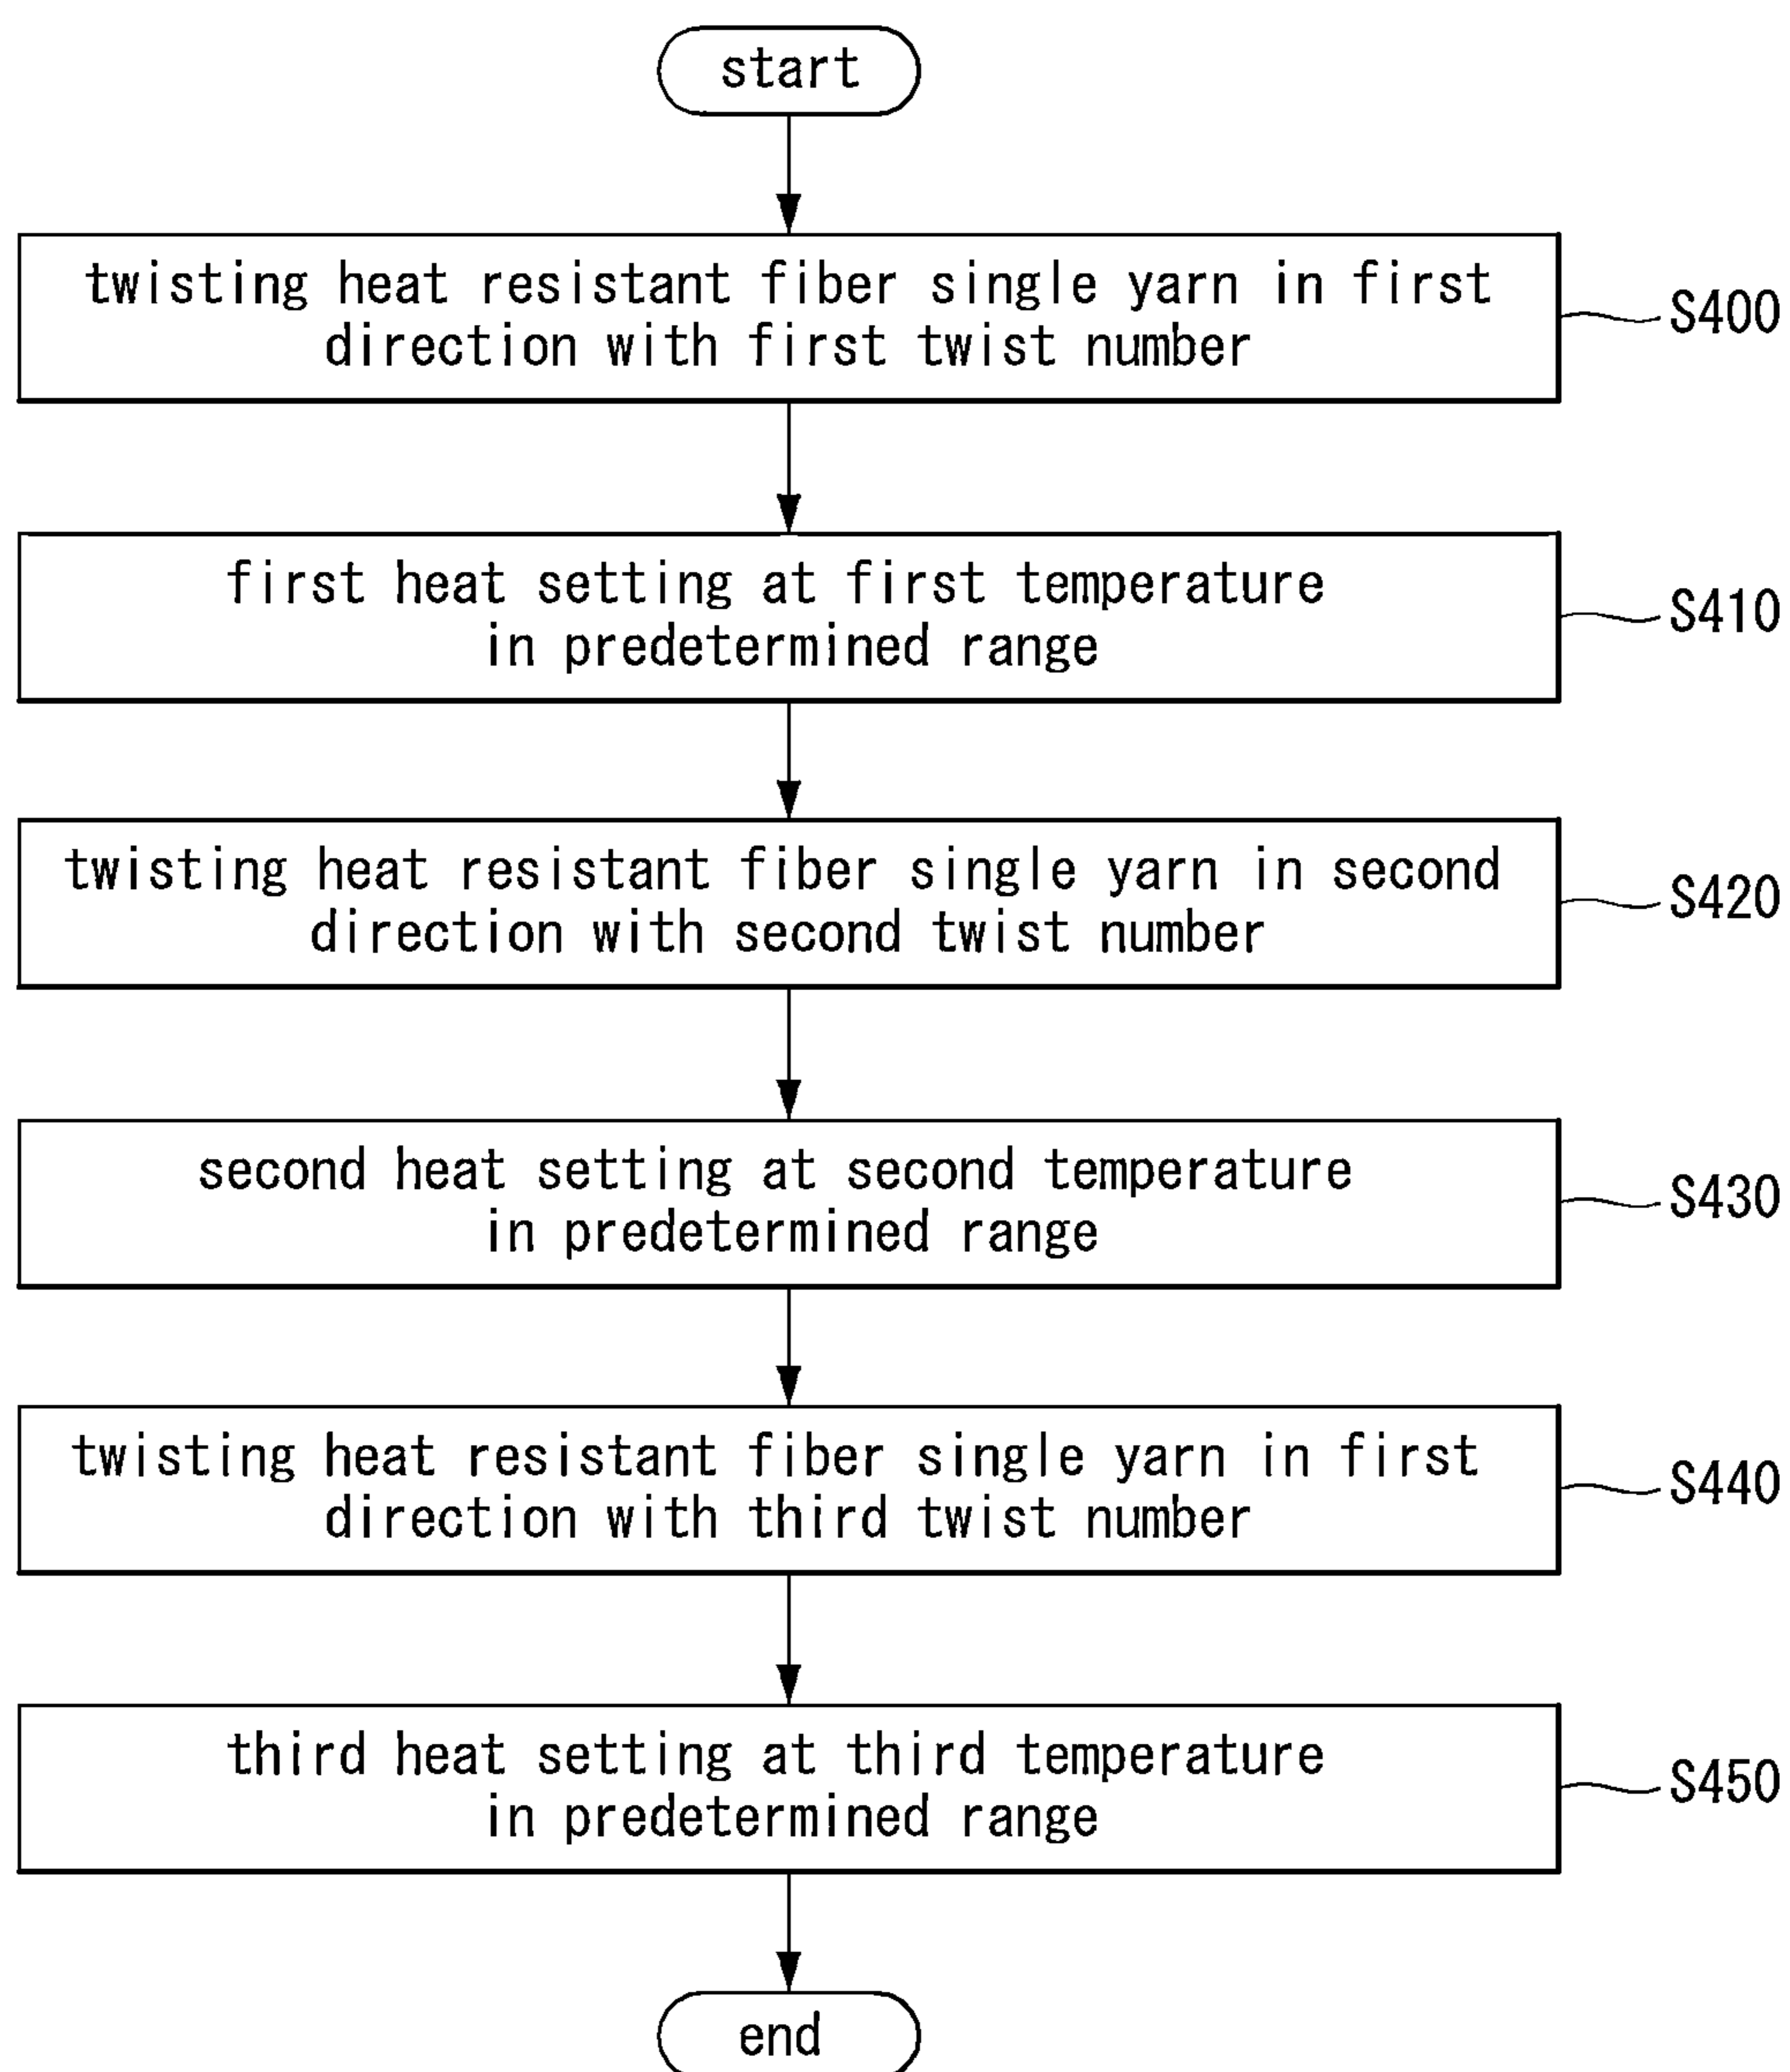 start
twisting heat resistant fiber single yarn in first
direction with first twist number
S400
first heat setting at first temperature
in predetermined range
S410
twisting heat resistant fiber single yarn in second
direction with second twist number
S420
second heat setting at second temperature
in predetermined range
S430
twisting heat resistant fiber single yarn in first
direction with third twist number
S440
third heat setting at third temperature
in predetermined range
S450
end